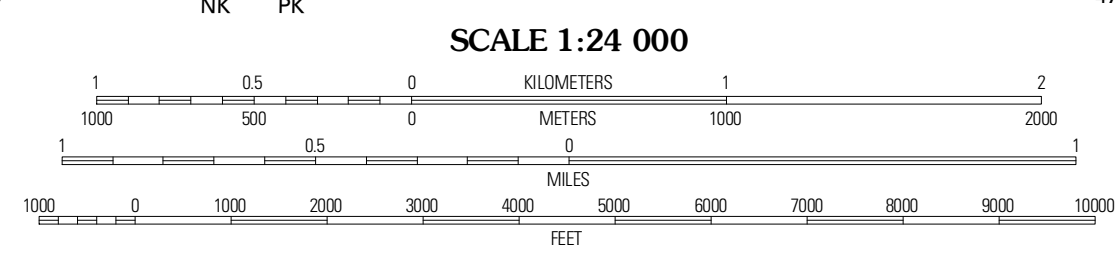 NK PK
SCALE 1:24 000
1 0.5 0 KILOMETERS 1 2
1000 500 0 METERS 1000 2000
1 0.5 0 1
MILES
1000 0 1000 2000 3000 4000 5000 6000 7000 8000 9000 10000
FEET